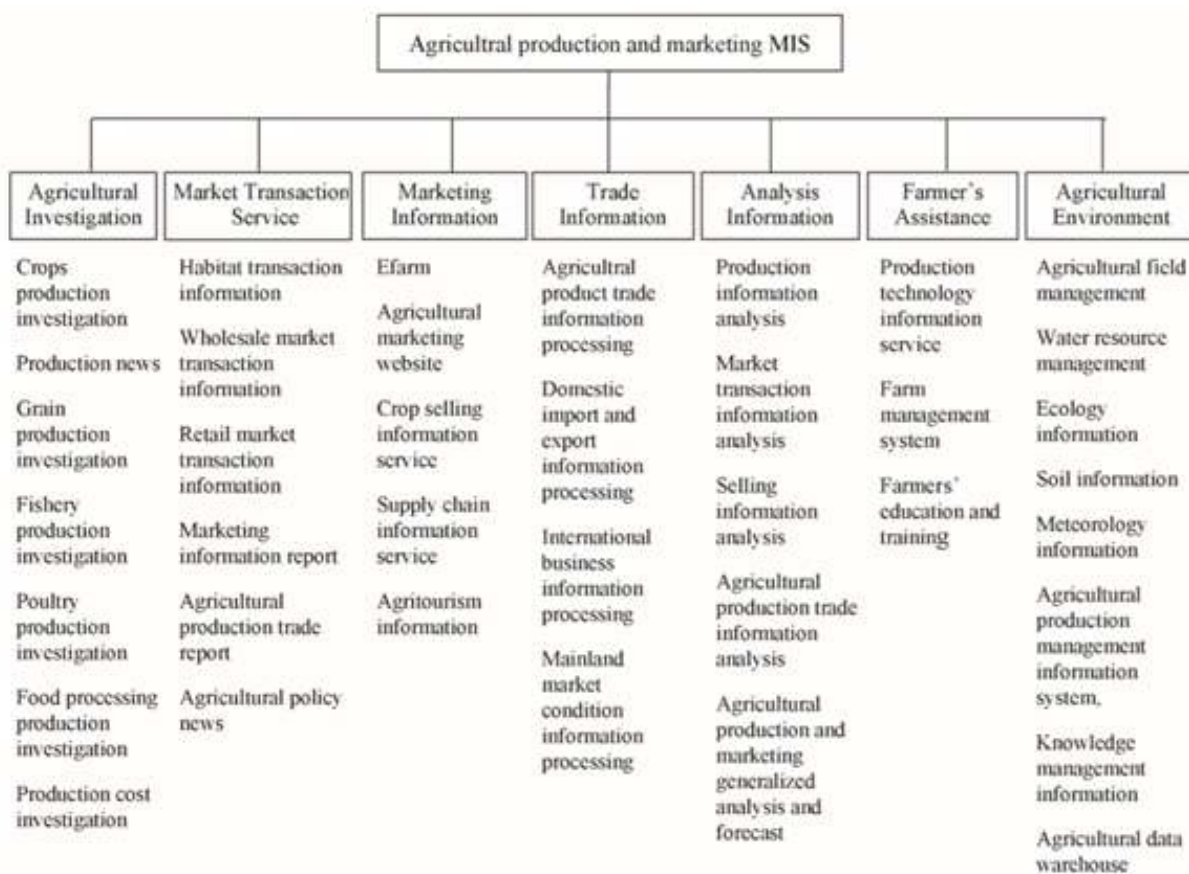 Agricultral production and marketing MIS
Agricultural
Investigation
Crops
production
investigation
Production news
Grain
production
investigation
Fishery
production
investigation
Poultry
production
investigation
Food processing
production
investigation
Production cost
investigation
Market Transaction
Service
Habitat transaction
information
Wholesale market
transaction
information
Retail market
transaction
information
Marketing
information report
Agricultural
production trade
report
Agricultural policy
news
Marketing
Information
Efarm
Agricultural
marketing
website
Crop selling
information
service
Supply chain
information
service
Agritourism
information
Trade
Information
Agricultral
product trade
information
processing
Domestic
import and
export
information
processing
International
business
information
processing
Mainland
market
condition
information
processing
Analysis
Information
Production
information
analysis
Market
transaction
information
analysis
Selling
information
analysis
Agricultural
production trade
information
analysis
Agricultural
production and
marketing
generalized
analysis and
forecast
Farmer's
Assistance
Production
technology
information
service
Farm
management
system
Farmers'
education and
training
Agricultural
Environment
Agricultural field
management
Water resource
management
Ecology
information
Soil information
Meteorology
information
Agricultural
production
management
information
system,
Knowledge
management
information
Agricultural data
warehouse